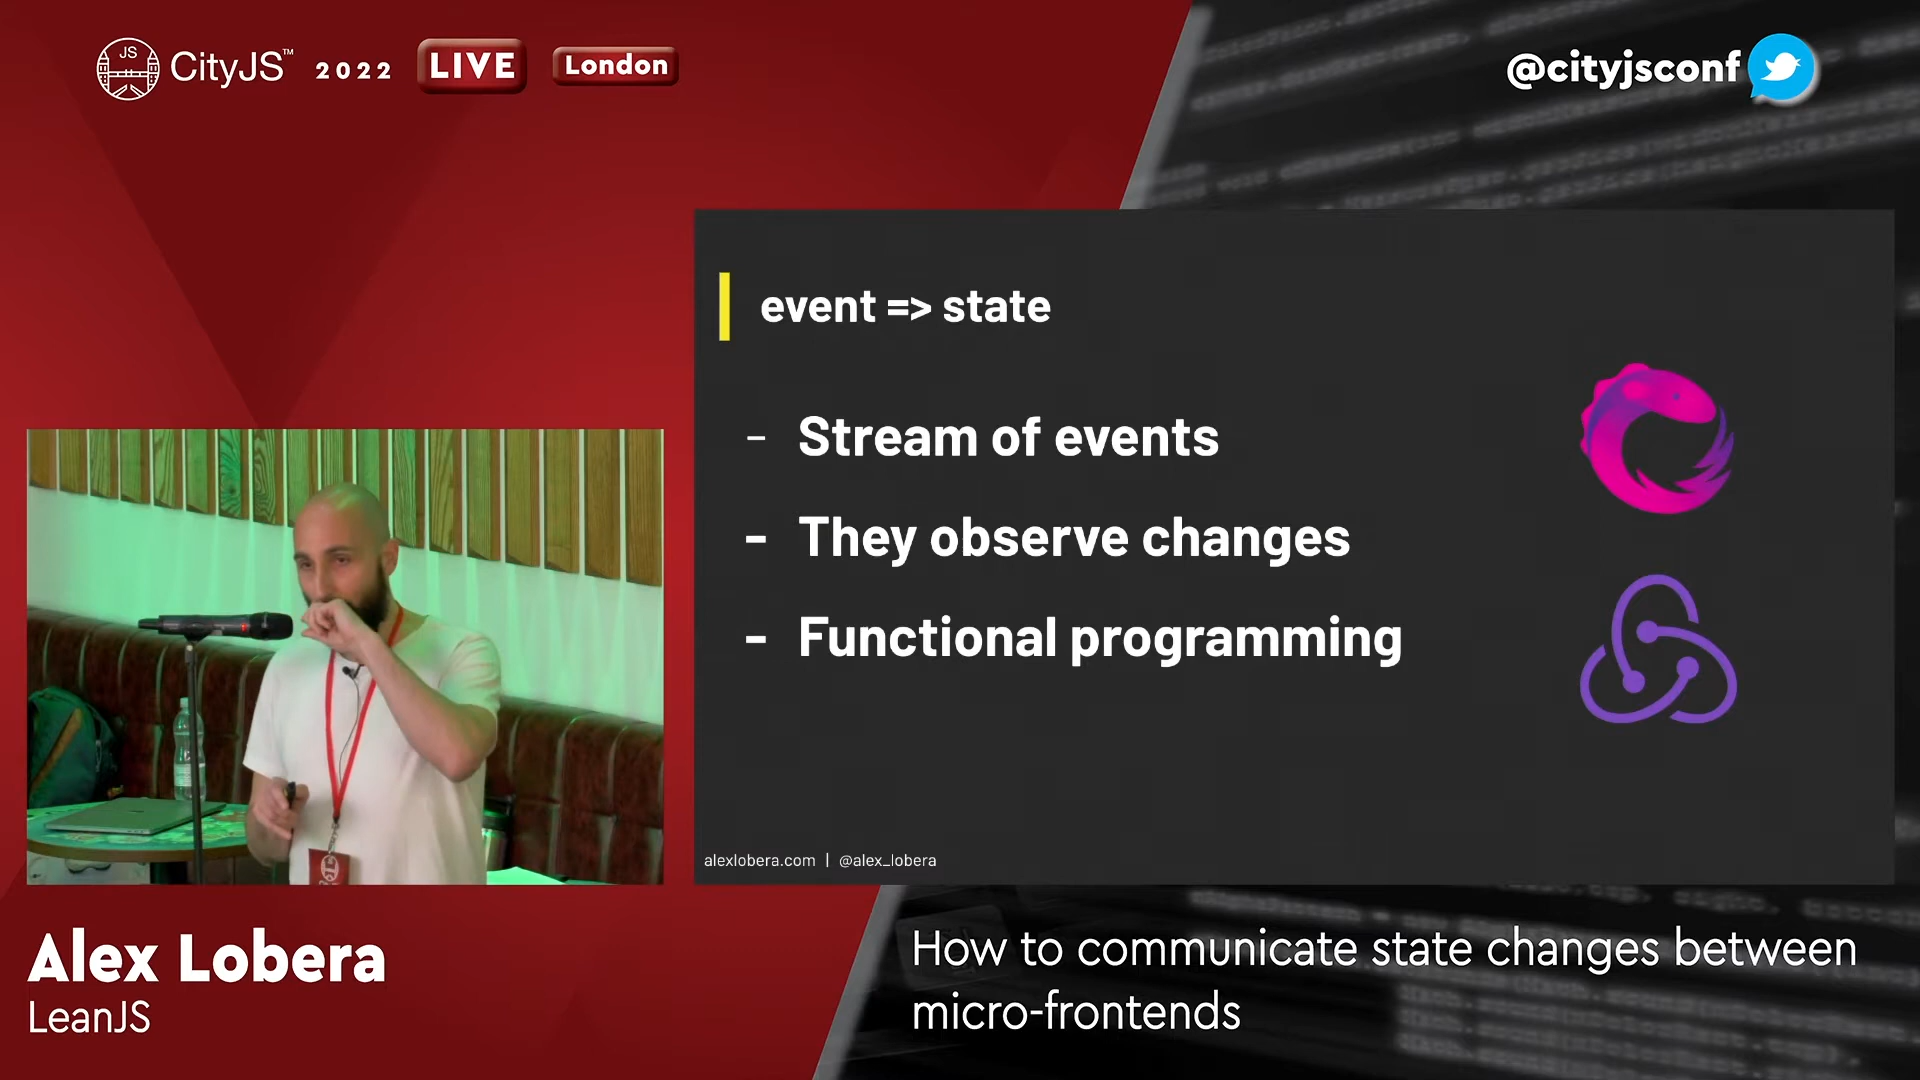 JS
CityJS™ 2022 LIVE London
@cityjsconf
event => state
- Stream of events
- They observe changes
- Functional programming
alexlobera.com | @alex_lobera
Alex Lobera
LeanJS
How to communicate state changes between
micro-frontends